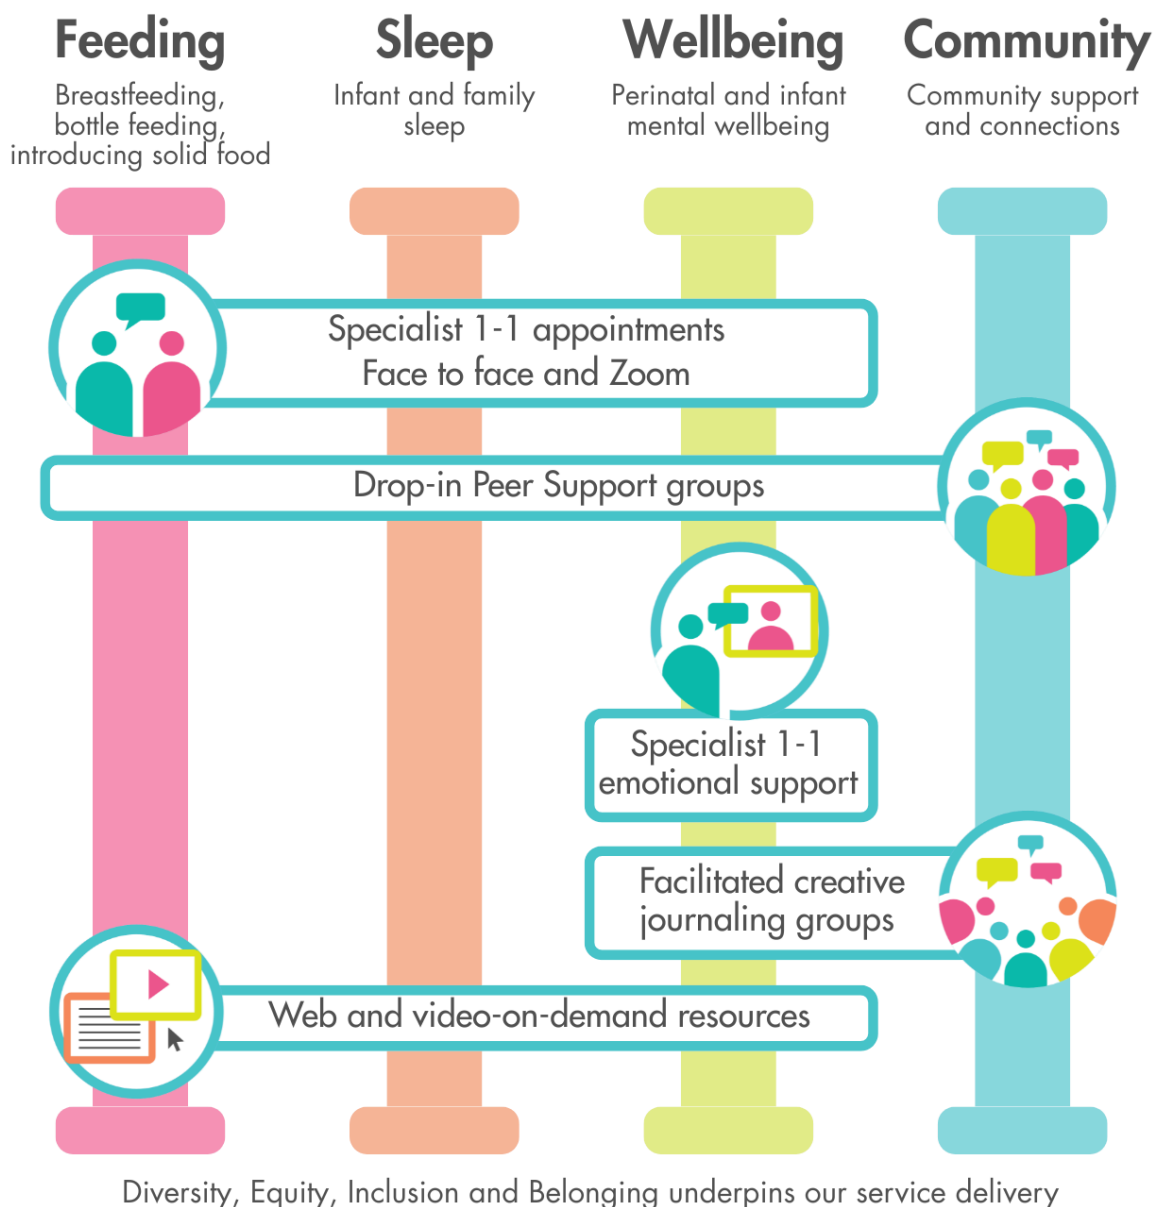 Feeding
Breastfeeding,
bottle feeding,
introducing solid food
Sleep
Infant and family
sleep
Wellbeing
Perinatal and infant
mental wellbeing
Community
Community support
and connections
Specialist 1-1 appointments
Face to face and Zoom
Drop-in Peer Support groups
Specialist 1-1
emotional support
Facilitated creative
journaling groups
Web and video-on-demand resources
Diversity, Equity, Inclusion and Belonging underpins our service delivery